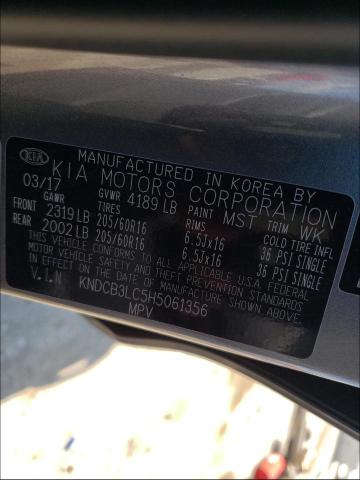 KIA
MANUFACTURED IN KOREA BY
KIA MOTORS CORPORATION
03/17 GVWR 4189 LB PAINT MST TRIM WK
GAWR TIRES RIMS COLD TIRE INFL
FRONT 2319 LB 205/60R16 6.5Jx16 36 PSI SINGLE
REAR 2002 LB 205/60R16 6.5Jx16 36 PSI SINGLE
THIS VEHICLE CONFORMS TO ALL APPLICABLE U.S.A. FEDERAL
MOTOR VEHICLE SAFETY AND THEFT PREVENTION STANDARDS
IN EFFECT ON THE DATE OF MANUFACTURE SHOWN ABOVE.
V.I.N KNDCB3LC5H5061356
MPV